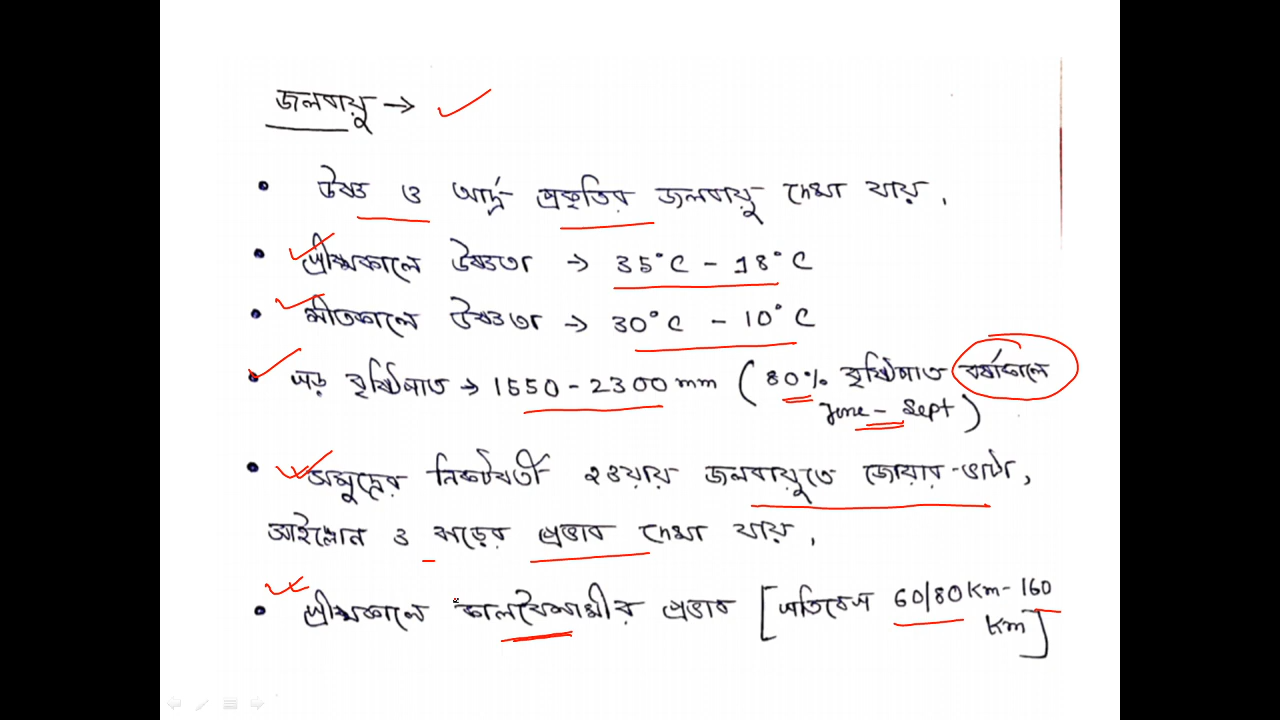 জলবায়ু →
• উষ্ণ ও আর্দ্র প্রকৃতির জলবায়ু দেখা যায়,
• গ্রীষ্মকালে উষ্ণতা → 35°C - 18°C
• শীতকালে উষ্ণতা → 30°C - 10°C
• গড় বৃষ্টিপাত → 1550-2300 mm ( 80% বৃষ্টিপাত বর্ষাকালে
June - Sept )
• সমুদ্রের নিকটবর্তী হওয়ায় জলবায়ুতে জোয়ার-ভাটা,
সাইক্লোন ও ঝড়ের প্রভাব দেখা যায়,
• গ্রীষ্মকালে কালবৈশাখীর প্রভাব [ গতিবেগ 60/80 Km - 160
Km ]